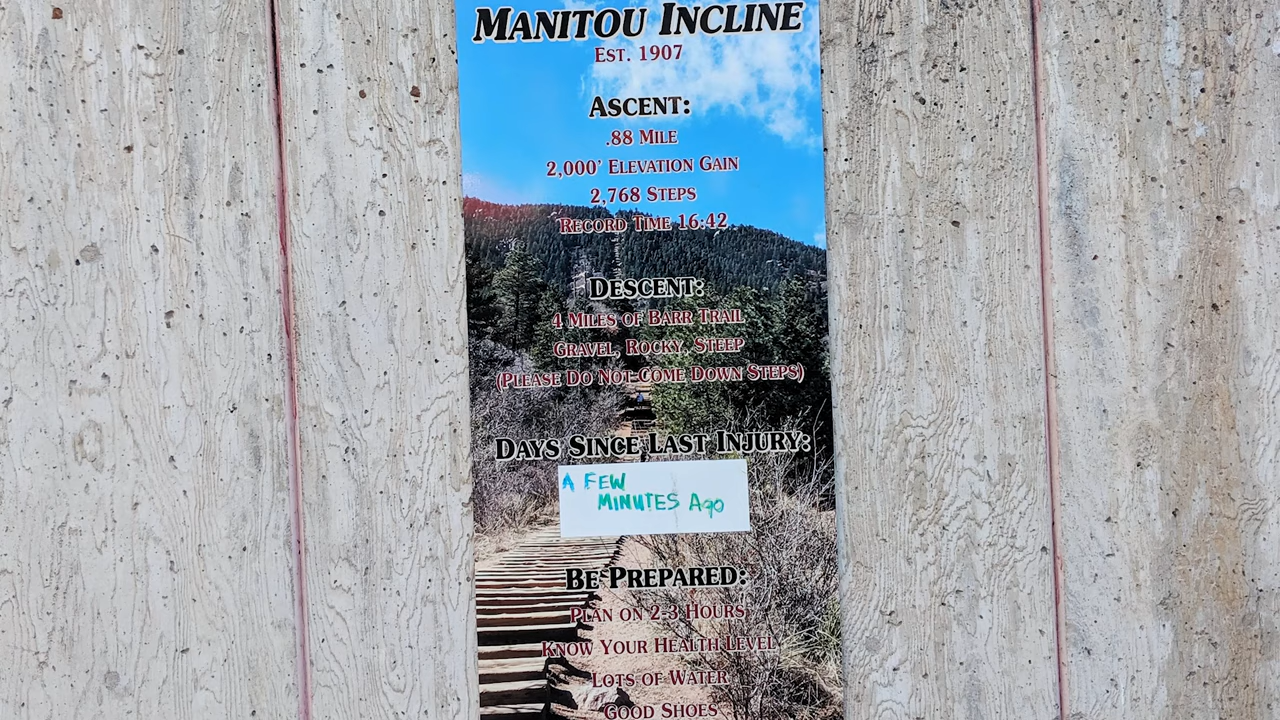 MANITOU INCLINE
EST. 1907
ASCENT:
.88 MILE
2,000' ELEVATION GAIN
2,768 STEPS
RECORD TIME 16:42
DESCENT:
4 MILES OF BARR TRAIL
GRAVEL, ROCKY, STEEP
(PLEASE DO NOT COME DOWN STEPS)
DAYS SINCE LAST INJURY:
A FEW
MINUTES AgO
BE PREPARED:
PLAN ON 2-3 HOURS
KNOW YOUR HEALTH LEVEL
LOTS OF WATER
GOOD SHOES